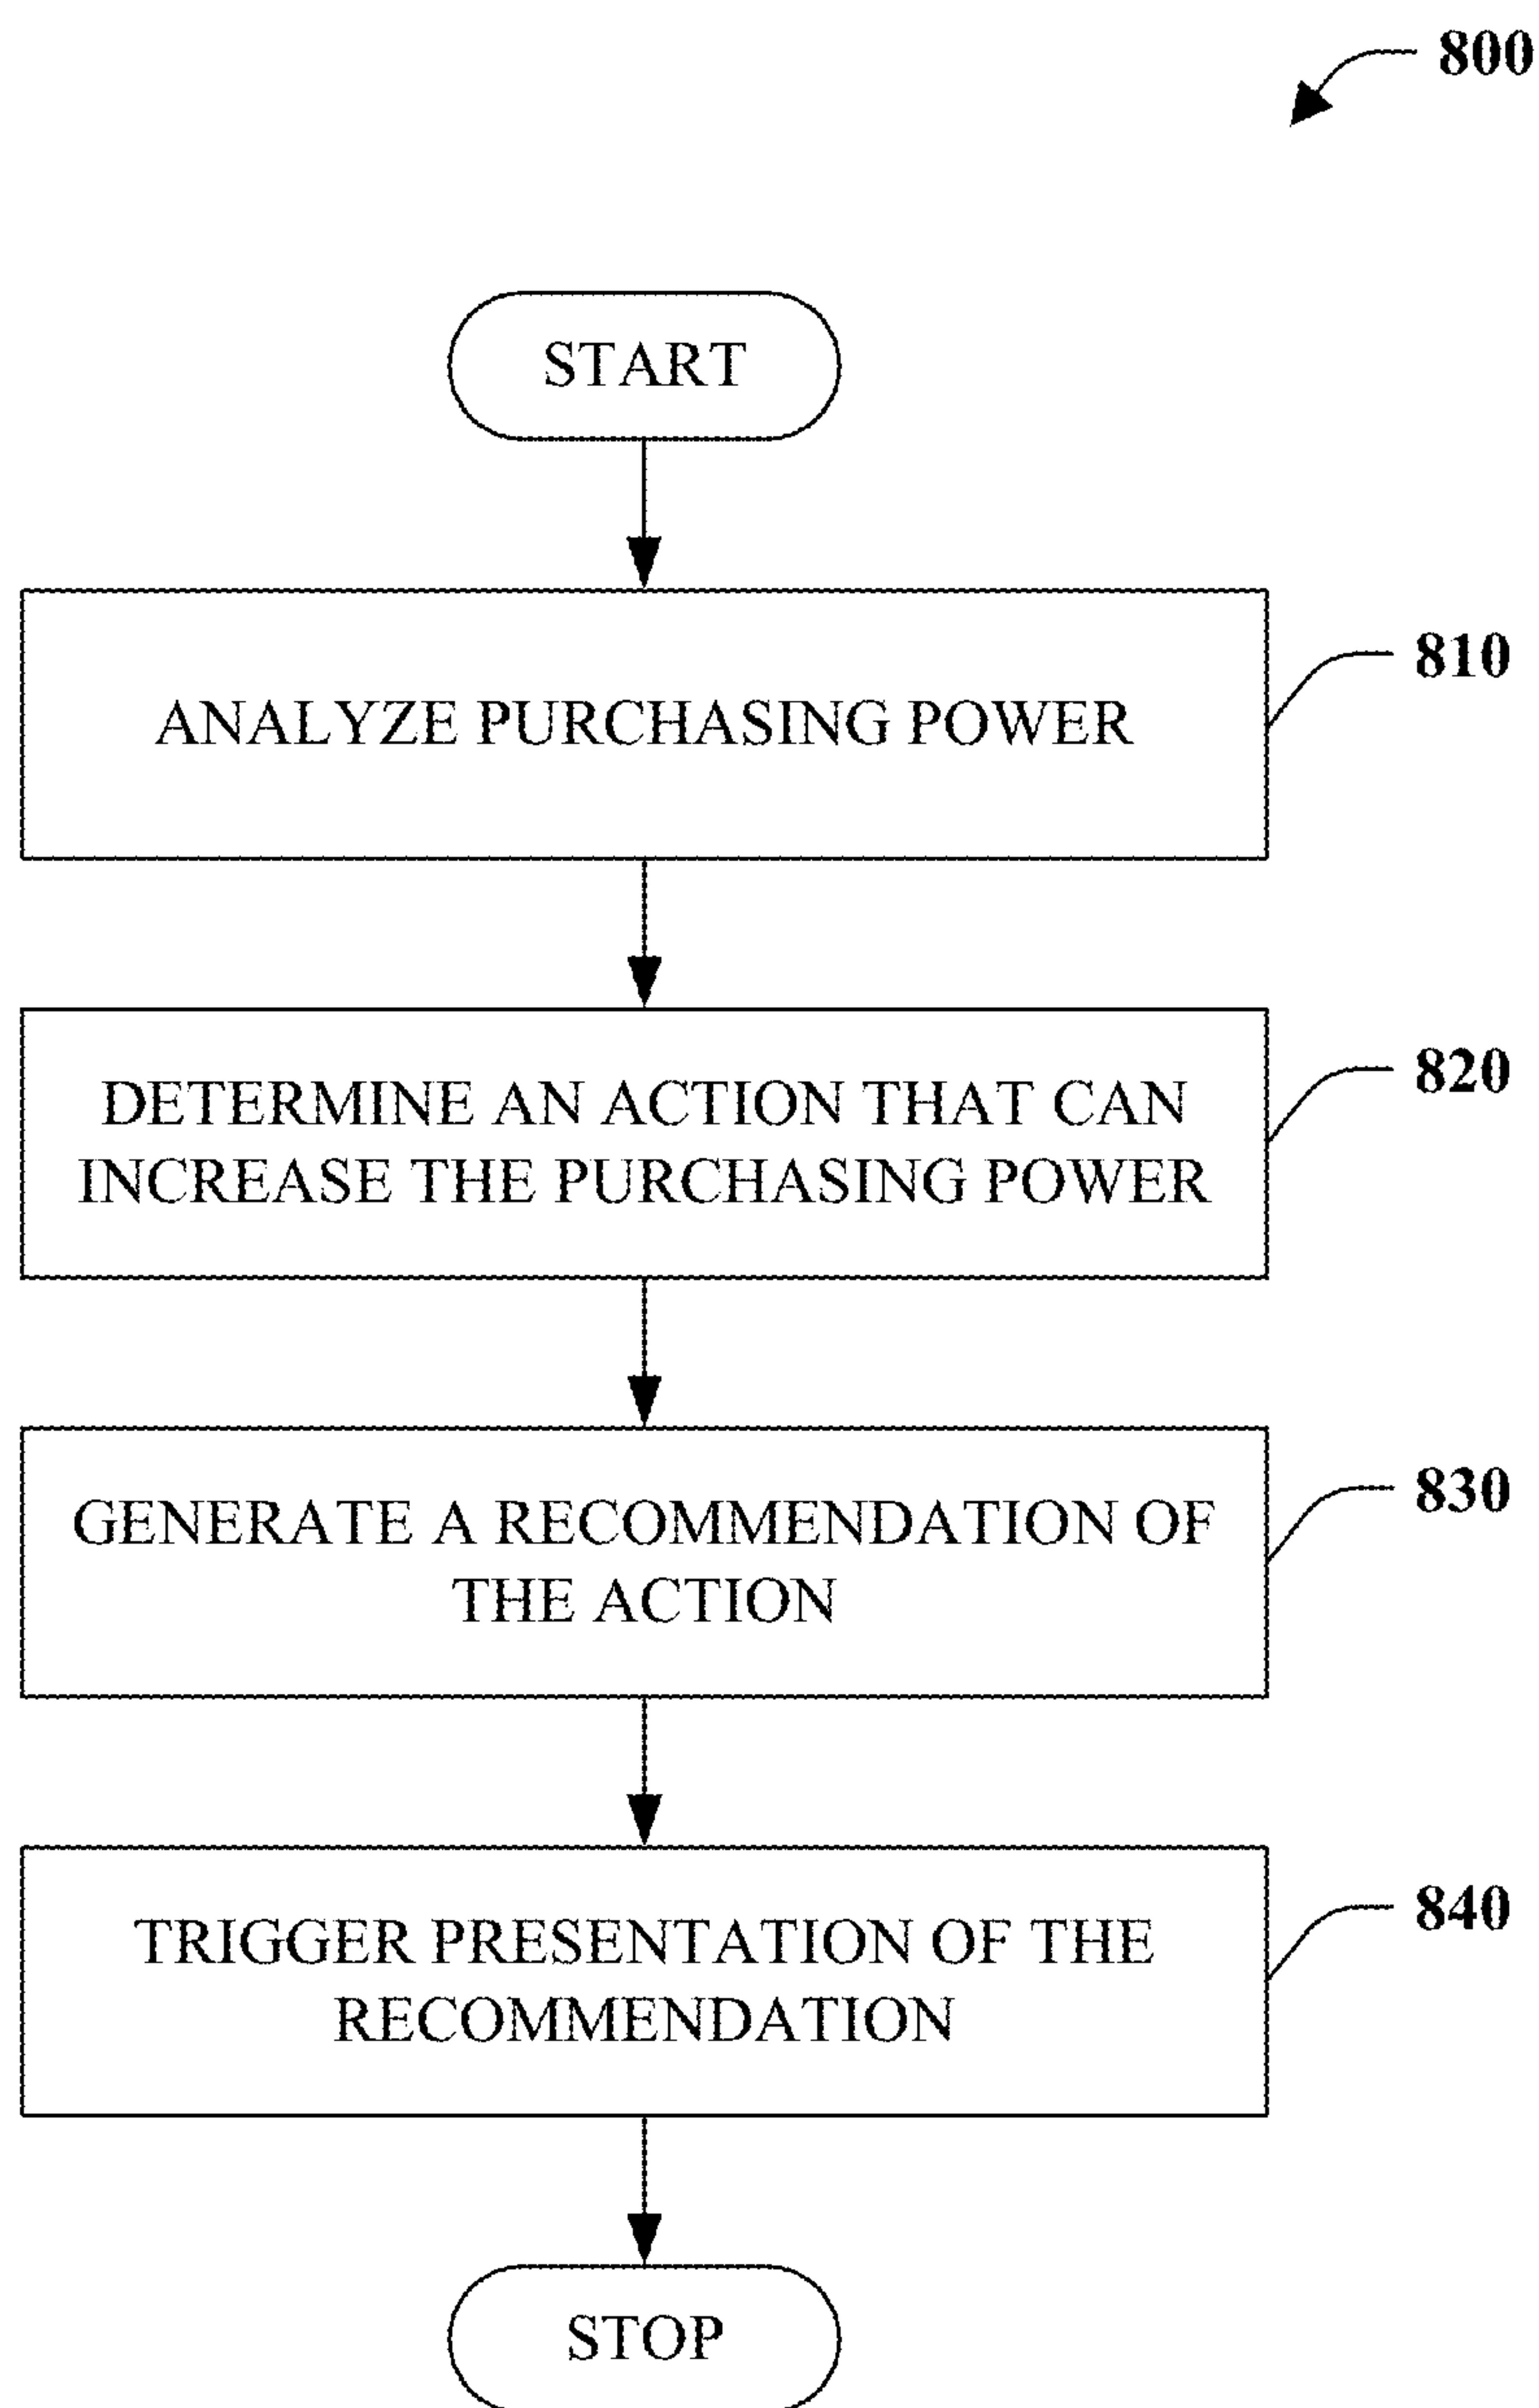 800
START
ANALYZE PURCHASING POWER
810
DETERMINE AN ACTION THAT CAN
INCREASE THE PURCHASING POWER
820
GENERATE A RECOMMENDATION OF
THE ACTION
830
TRIGGER PRESENTATION OF THE
RECOMMENDATION
840
STOP